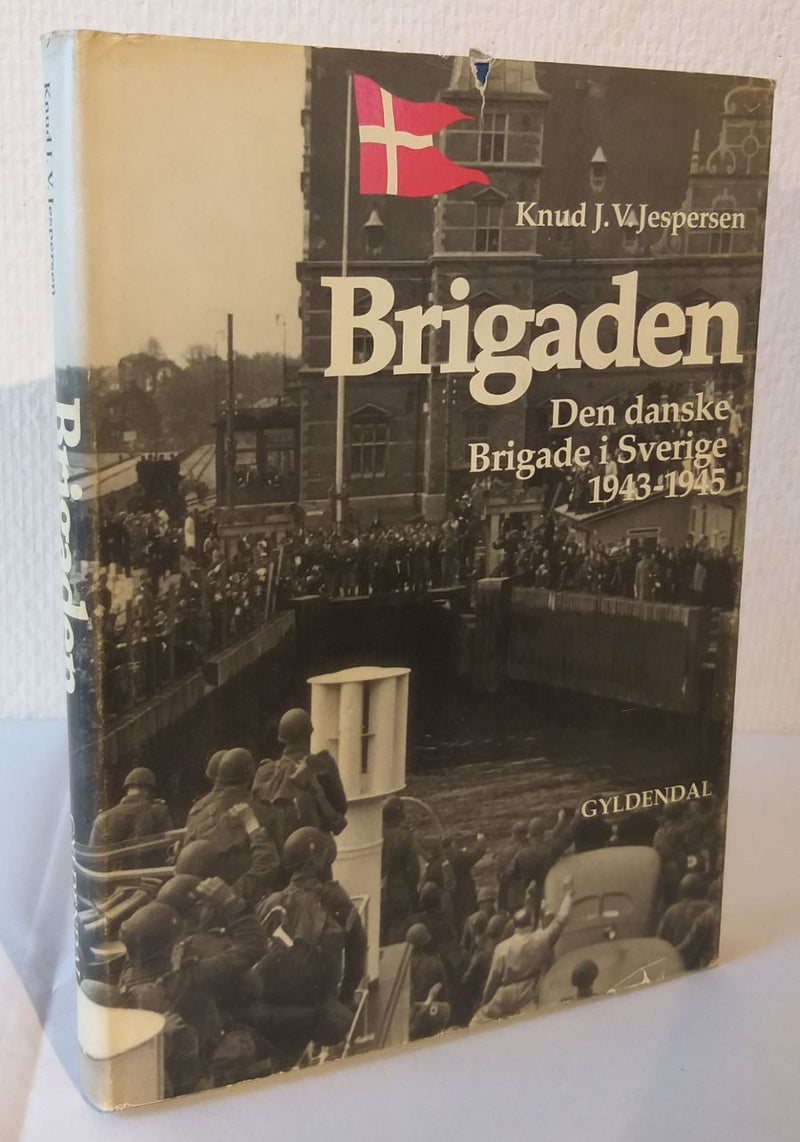 Knud J. V. Jespersen
Brigaden
Den danske
Brigade i Sverige
1943-1945
GYLDENDAL
Knud J. V. Jespersen
Brigaden